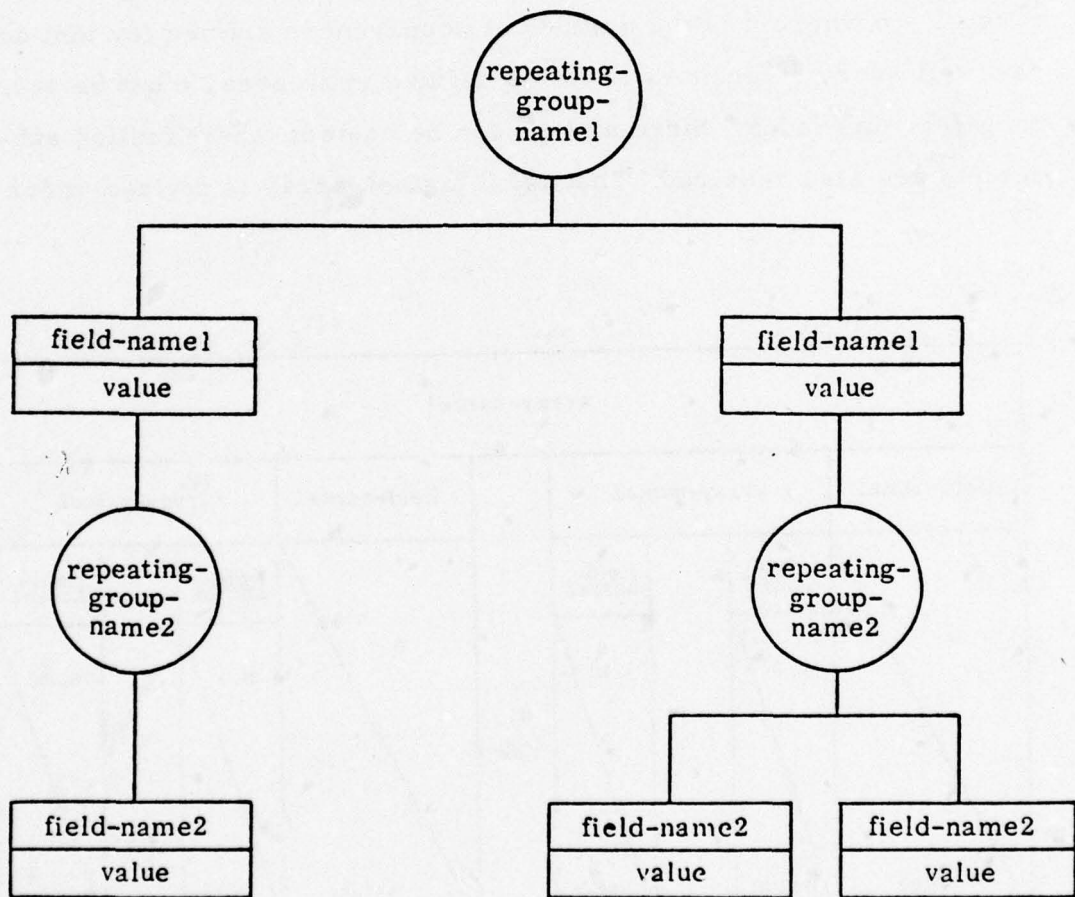 repeating-
group-
name1
field-name1
value
field-name1
value
repeating-
group-
name2
repeating-
group-
name2
field-name2
value
field-name2
value
field-name2
value